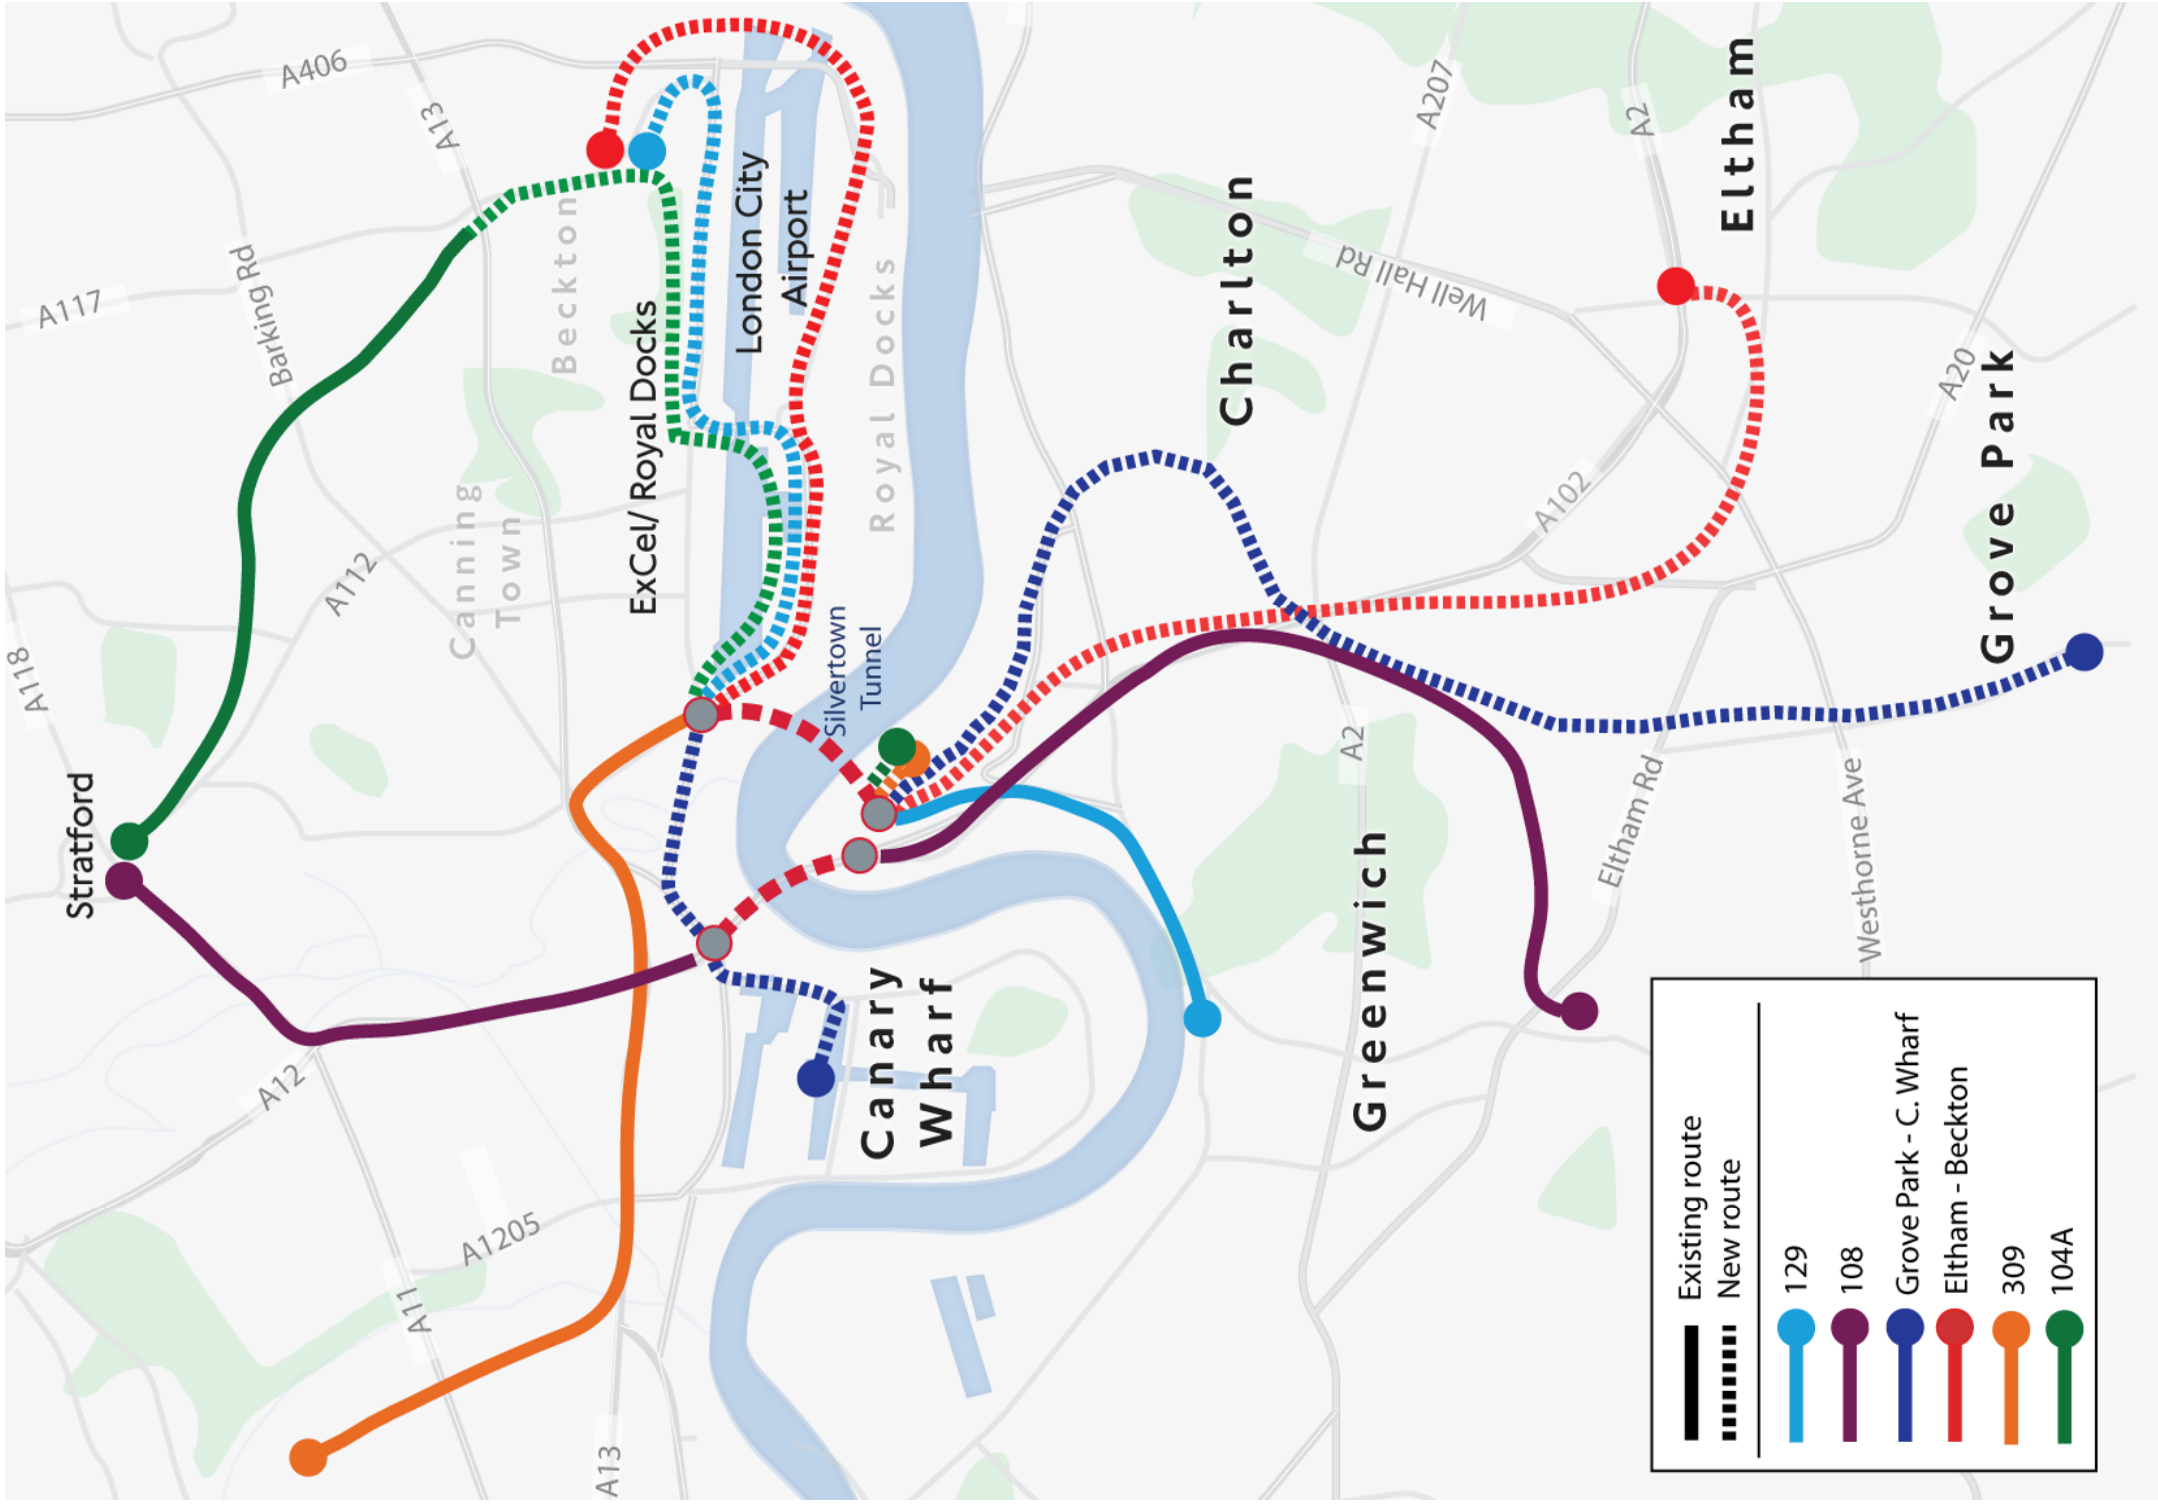 Stratford
A118
A117
A406
A13
Barking Rd
A112
Canning
Town
Beckton
ExCel/ Royal Docks
London City
Airport
Royal Docks
Silvertown
Tunnel
A12
A11
A1205
A13
Canary
Wharf
Greenwich
Charlton
A207
Well Hall Rd
A2
Eltham
A102
A20
A2
Grove Park
Eltham Rd
Westhorne Ave
Existing route
New route
129
108
Grove Park - C. Wharf
Eltham - Beckton
309
104A